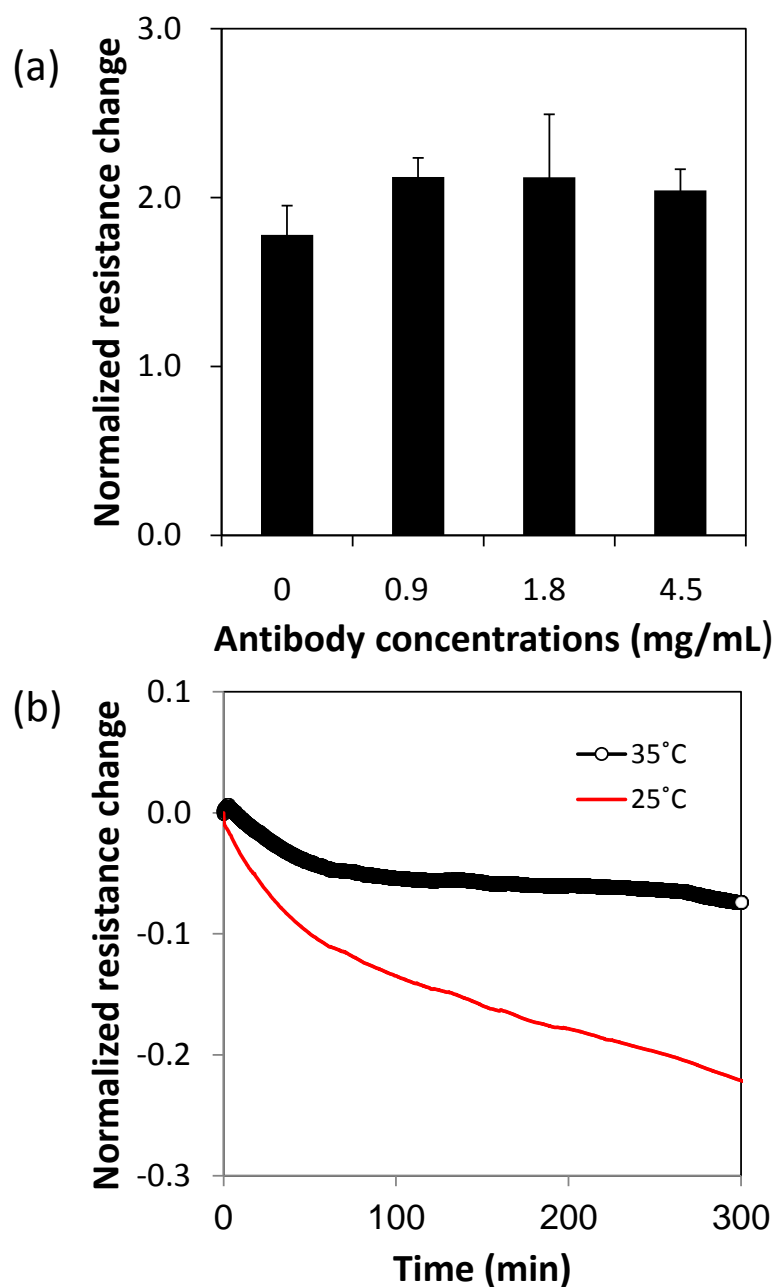 (a)
Normalized resistance change
3.0
2.0
1.0
0.0
0 0.9 1.8 4.5
Antibody concentrations (mg/mL)
(b)
Normalized resistance change
0.1
0.0
-0.1
-0.2
-0.3
35˚C
25˚C
0 100 200 300
Time (min)